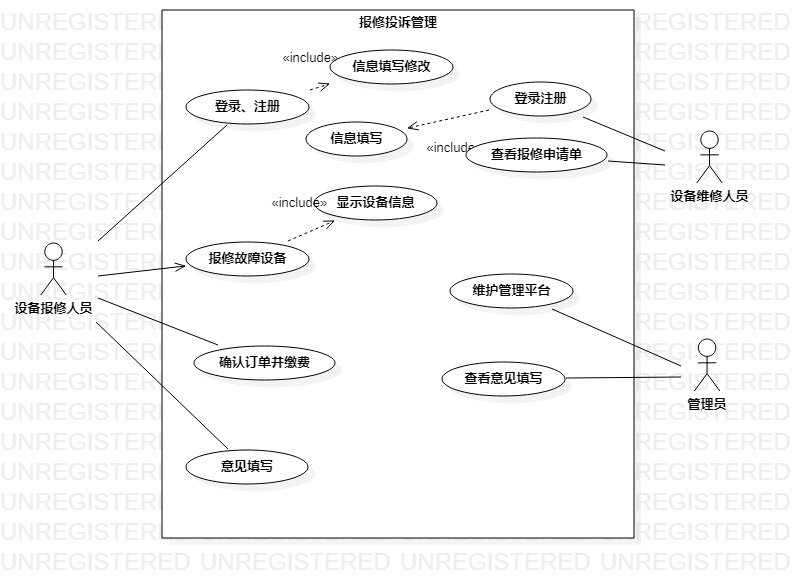 报修投诉管理
«include»
信息填写修改
登录、注册
登录注册
信息填写
«include
查看报修申请单
设备维修人员
«include»
显示设备信息
报修故障设备
设备报修人员
维护管理平台
确认订单并缴费
查看意见填写
管理员
意见填写
UNREGISTERED UNREGISTERED UNREGISTERED UNREGISTERED